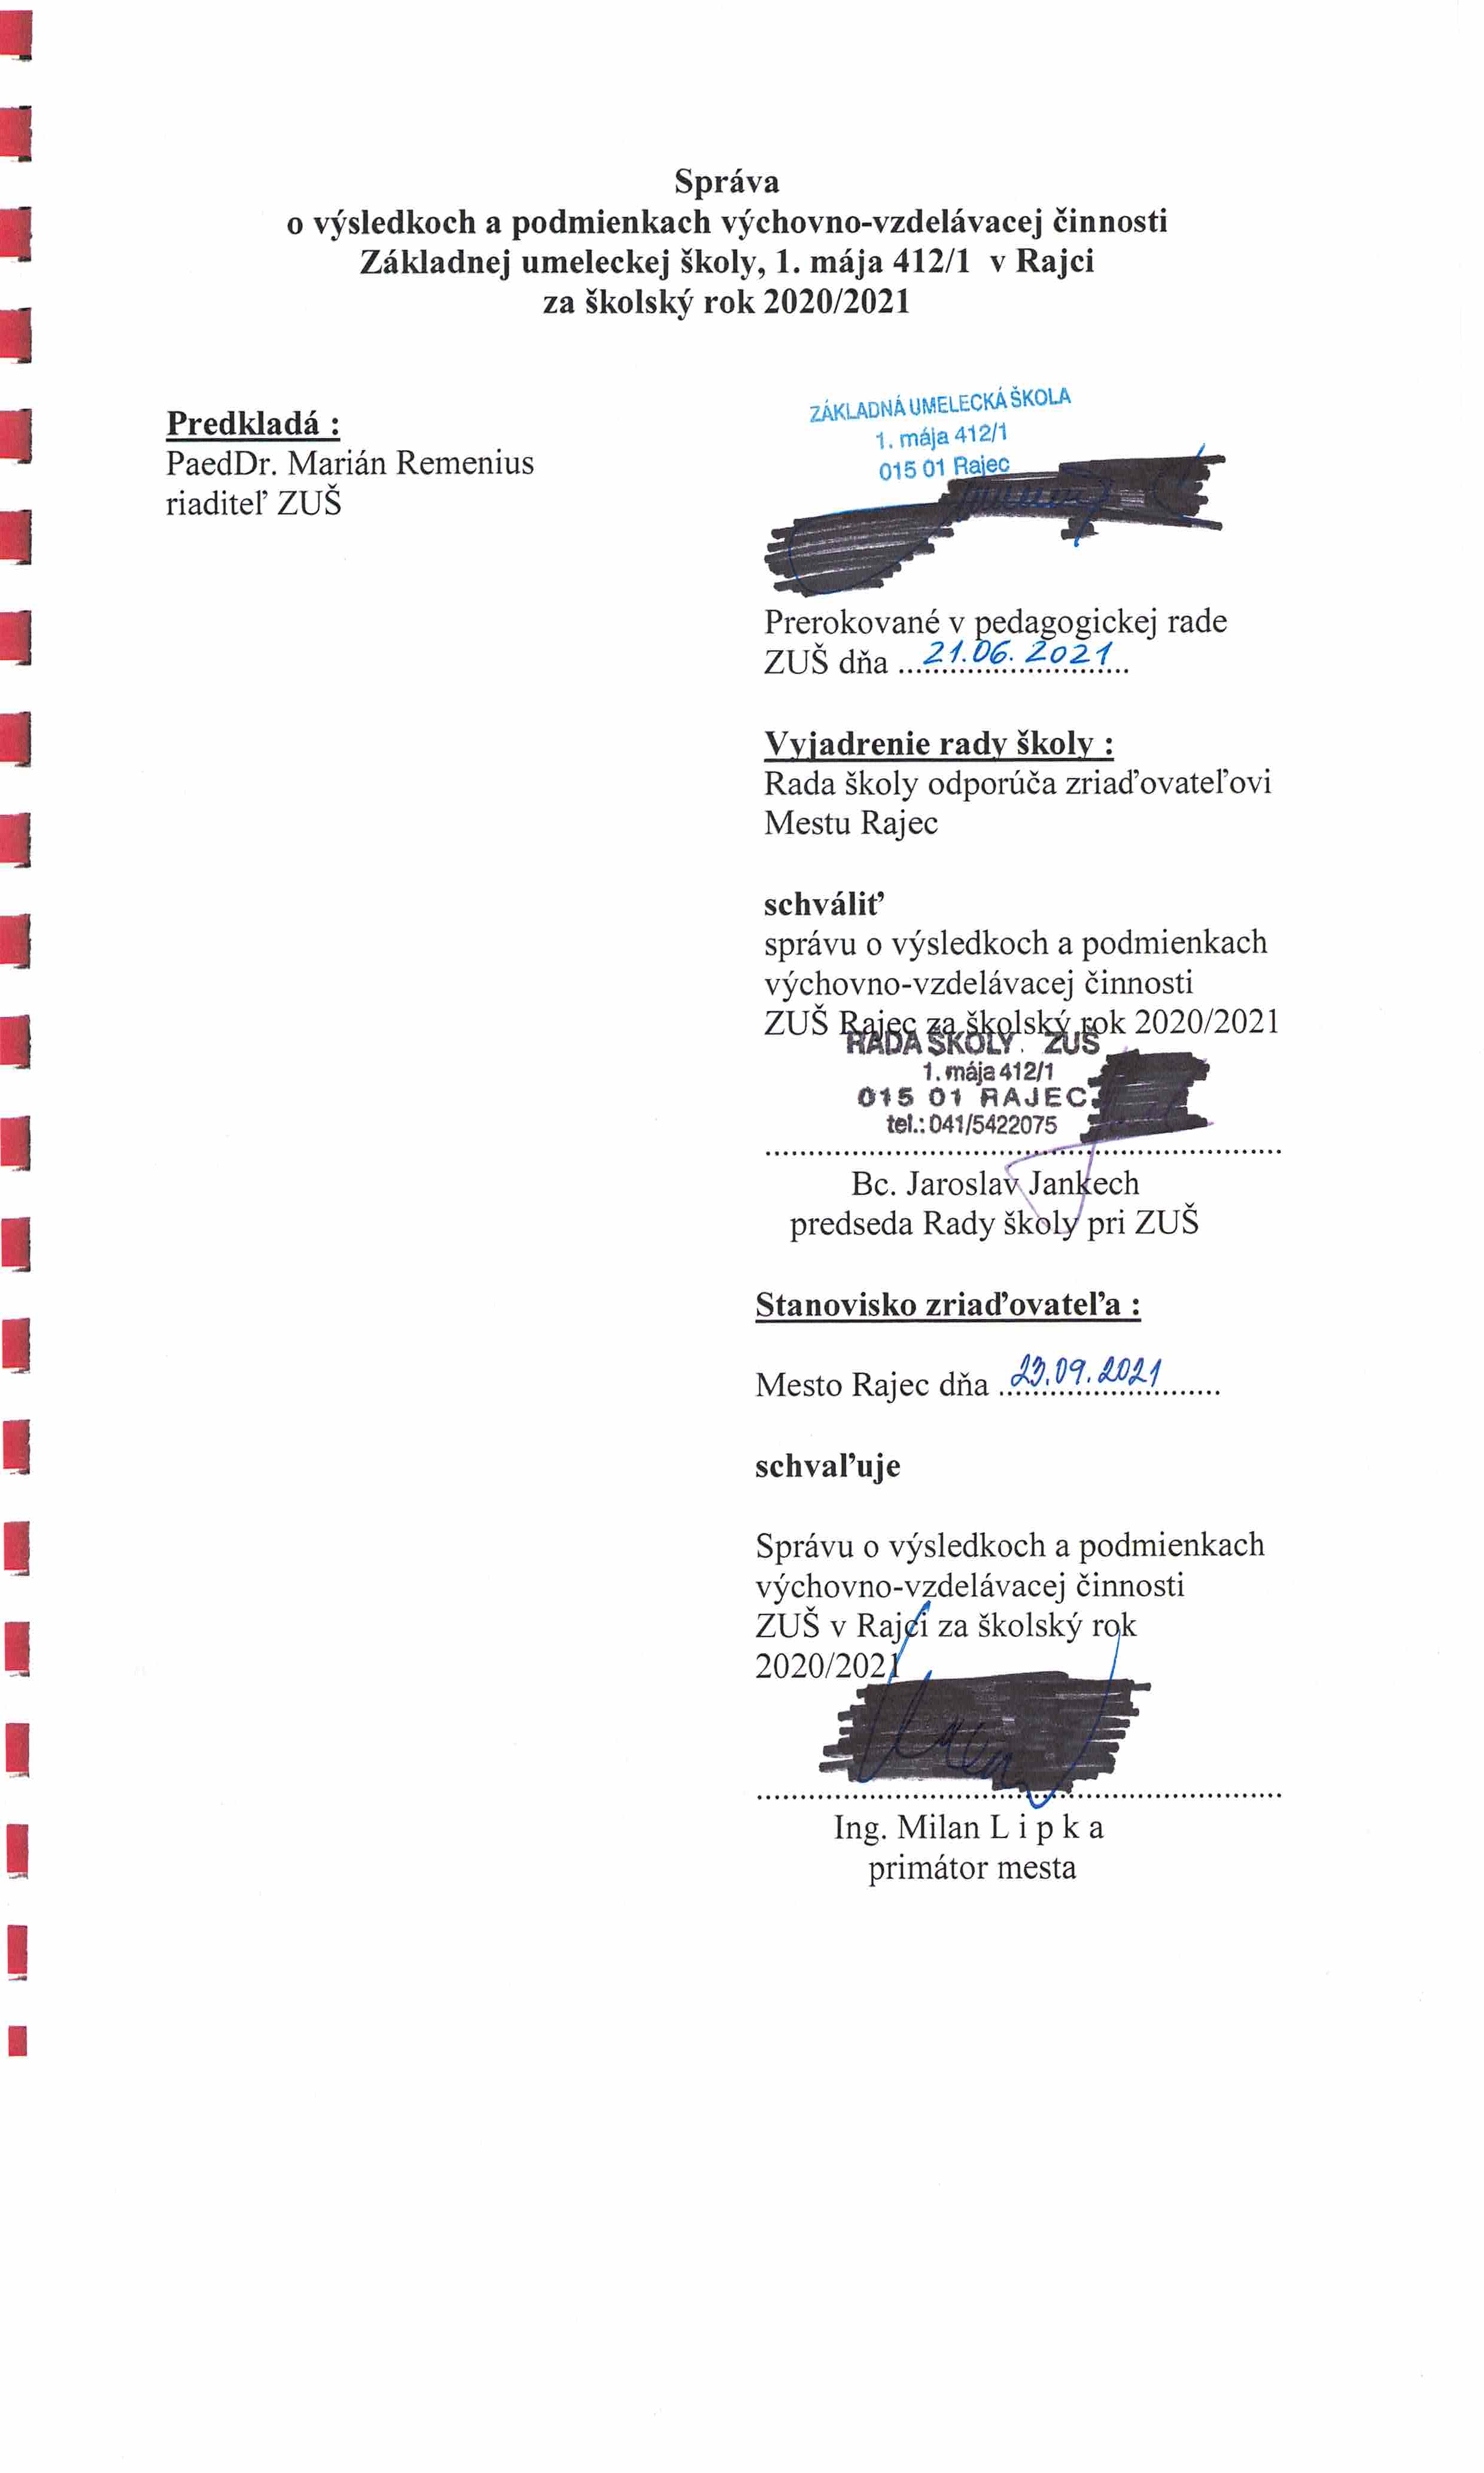 Správa
o výsledkoch a podmienkach výchovno-vzdelávacej činnosti
Základnej umeleckej školy, 1. mája 412/1 v Rajci
za školský rok 2020/2021
Predkladá :
PaedDr. Marián Remenius
riaditeľ ZUŠ
ZÁKLADNÁ UMELECKÁ ŠKOLA
1. mája 412/1
015 01 Rajec
Prerokované v pedagogickej rade
ZUŠ dňa ...21.06.2021...
Vyjadrenie rady školy :
Rada školy odporúča zriaďovateľovi
Mestu Rajec
schváliť
správu o výsledkoch a podmienkach
výchovno-vzdelávacej činnosti
ZUŠ Rajec za školský rok 2020/2021
RADA ŠKOLY . ZUŠ
1. mája 412/1
015 01 RAJEC
tel.: 041/5422075
Bc. Jaroslav Jankech
predseda Rady školy pri ZUŠ
Stanovisko zriaďovateľa :
Mesto Rajec dňa ...23.09.2021...
schvaľuje
Správu o výsledkoch a podmienkach
výchovno-vzdelávacej činnosti
ZUŠ v Rajci za školský rok
2020/2021
Ing. Milan L i p k a
primátor mesta